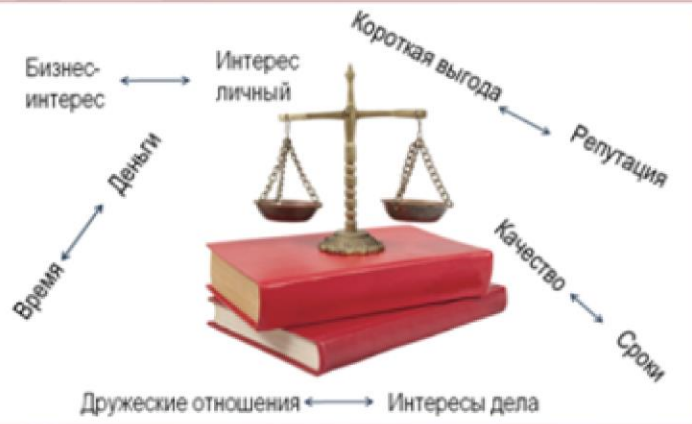 Бизнес-
интерес
Интерес
личный
Короткая выгода
Репутация
Деньги
Время
Качество
Сроки
Дружеские отношения
Интересы дела